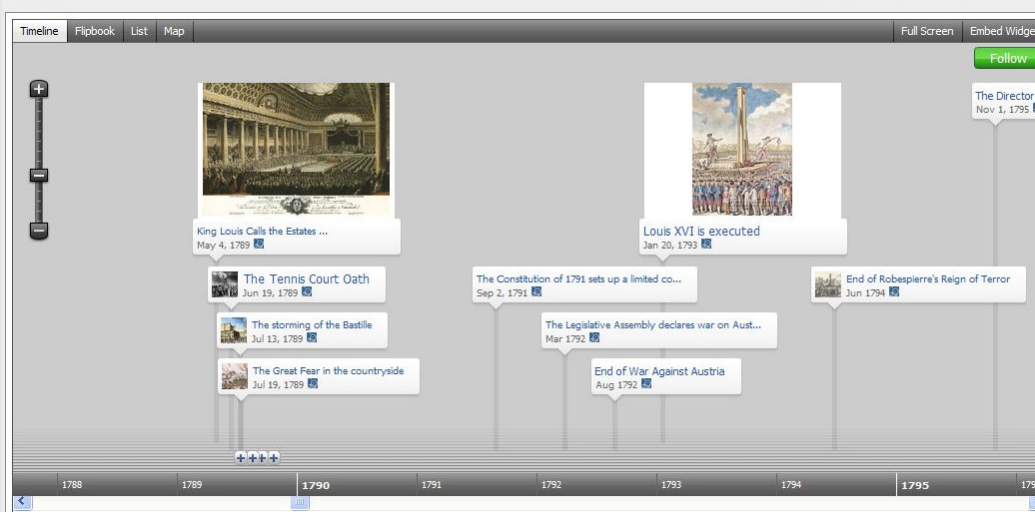 Timeline Flipbook List Map Full Screen Embed Widge
Follow
The Director
Nov 1, 1795
King Louis Calls the Estates ...
May 4, 1789
Louis XVI is executed
Jan 20, 1793
The Tennis Court Oath
Jun 19, 1789
The Constitution of 1791 sets up a limited co...
Sep 2, 1791
End of Robespierre's Reign of Terror
Jun 1794
The storming of the Bastille
Jul 13, 1789
The Legislative Assembly declares war on Aust...
Mar 1792
The Great Fear in the countryside
Jul 19, 1789
End of War Against Austria
Aug 1792
1788 1789 1790 1791 1792 1793 1794 1795 179